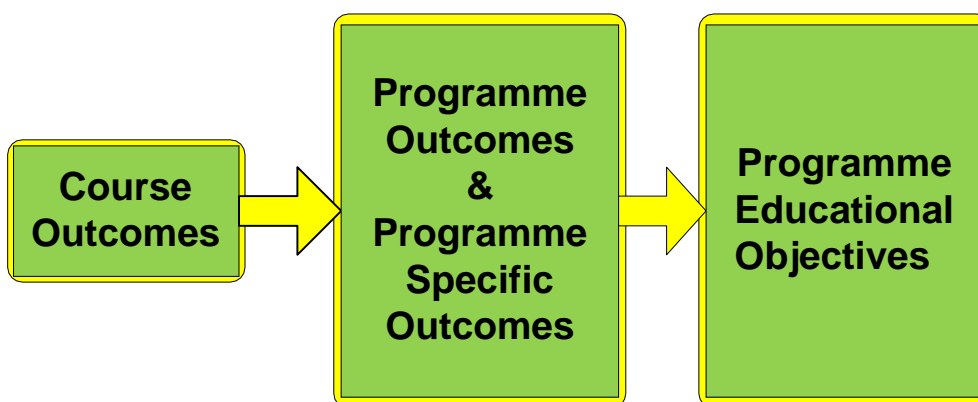 Course
Outcomes
Programme
Outcomes
&
Programme
Specific
Outcomes
Programme
Educational
Objectives